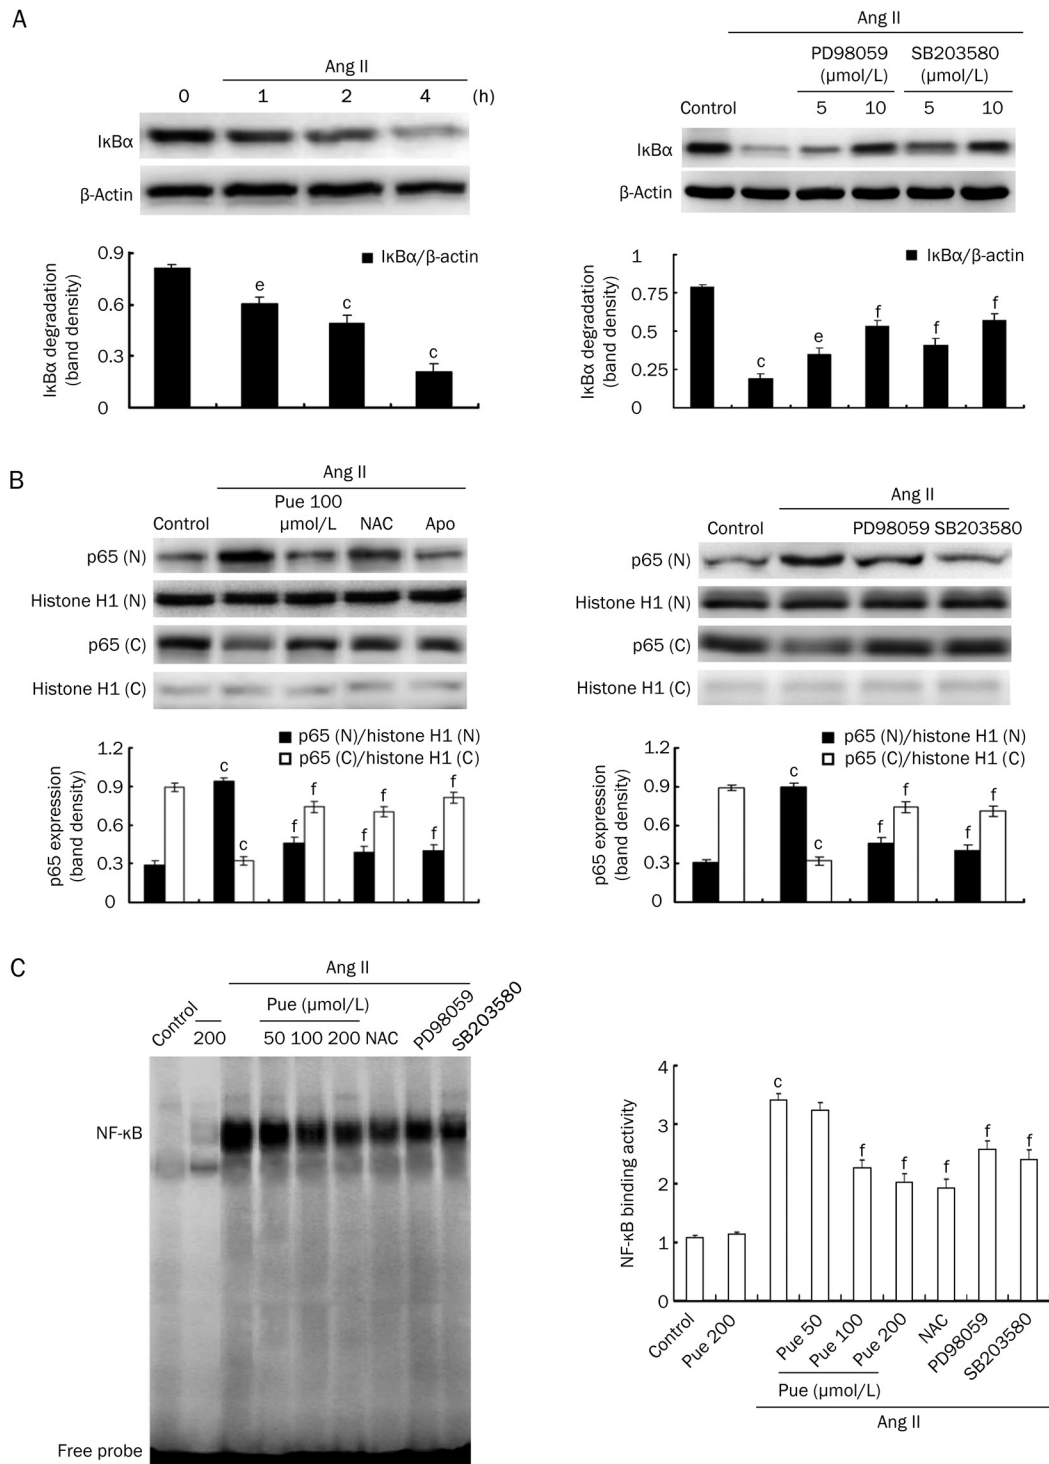 A
Ang II
0 1 2 4 (h)
IκBα
β-Actin
IκBα/β-actin
IκBα degradation
(band density)
0.9
0.6
0.3
0
e
c
c
Ang II
PD98059 SB203580
(μmol/L) (μmol/L)
Control 5 10 5 10
IκBα
β-Actin
IκBα/β-actin
IκBα degradation
(band density)
1
0.75
0.5
0.25
0
c
e
f
f
f
B
Ang II
Pue 100
Control μmol/L NAC Apo
p65 (N)
Histone H1 (N)
p65 (C)
Histone H1 (C)
p65 (N)/histone H1 (N)
p65 (C)/histone H1 (C)
p65 expression
(band density)
1.2
0.9
0.6
0.3
0
c
c
f
f
f
f
f
f
Ang II
Control PD98059 SB203580
p65 (N)
Histone H1 (N)
p65 (C)
Histone H1 (C)
p65 (N)/histone H1 (N)
p65 (C)/histone H1 (C)
p65 expression
(band density)
1.2
0.9
0.6
0.3
0
c
c
f
f
f
f
C
Ang II
Pue (μmol/L)
Control 200 50 100 200 NAC PD98059 SB203580
NF-κB
Free probe
NF-κB binding activity
4
3
2
1
0
c
f
f
f
f
f
Control
Pue 200
Pue 50
Pue 100
Pue 200
NAC
PD98059
SB203580
Pue (μmol/L)
Ang II